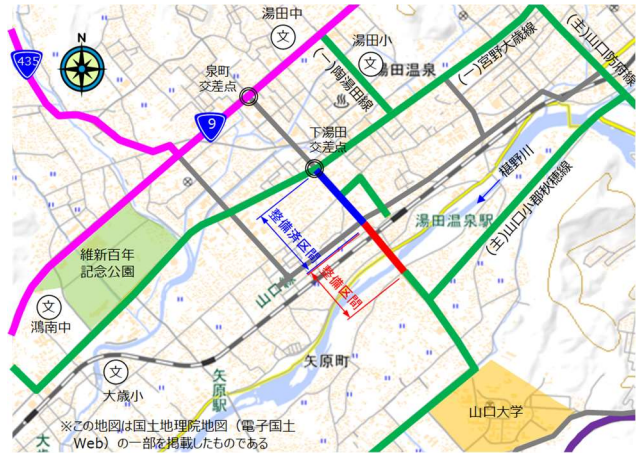 湯田中
文
湯田小
文
湯田温泉
(一)陶湯田線
(一)宮野大歳線
(主)山口防府線
435
N
泉町
交差点
9
下湯田
交差点
椹野川
湯田温泉駅
(主)山口小郡秋穂線
整備済区間
整備区間
維新百年
記念公園
山口線
文
鴻南中
文
大歳小
矢原駅
矢原町
山口大学
大歳
※この地図は国土地理院地図（電子国土
Web）の一部を掲載したものである